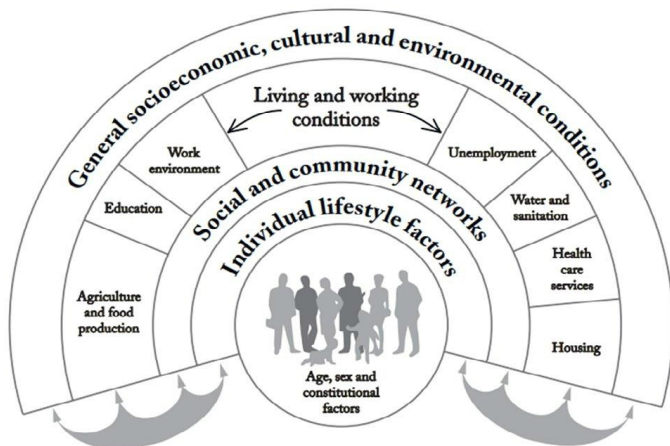 General socioeconomic, cultural and environmental conditions
Living and working
conditions
Work
environment
Unemployment
Education
Water and
sanitation
Agriculture
and food
production
Health
care
services
Housing
Social and community networks
Individual lifestyle
factors
Age, sex and
constitutional
factors